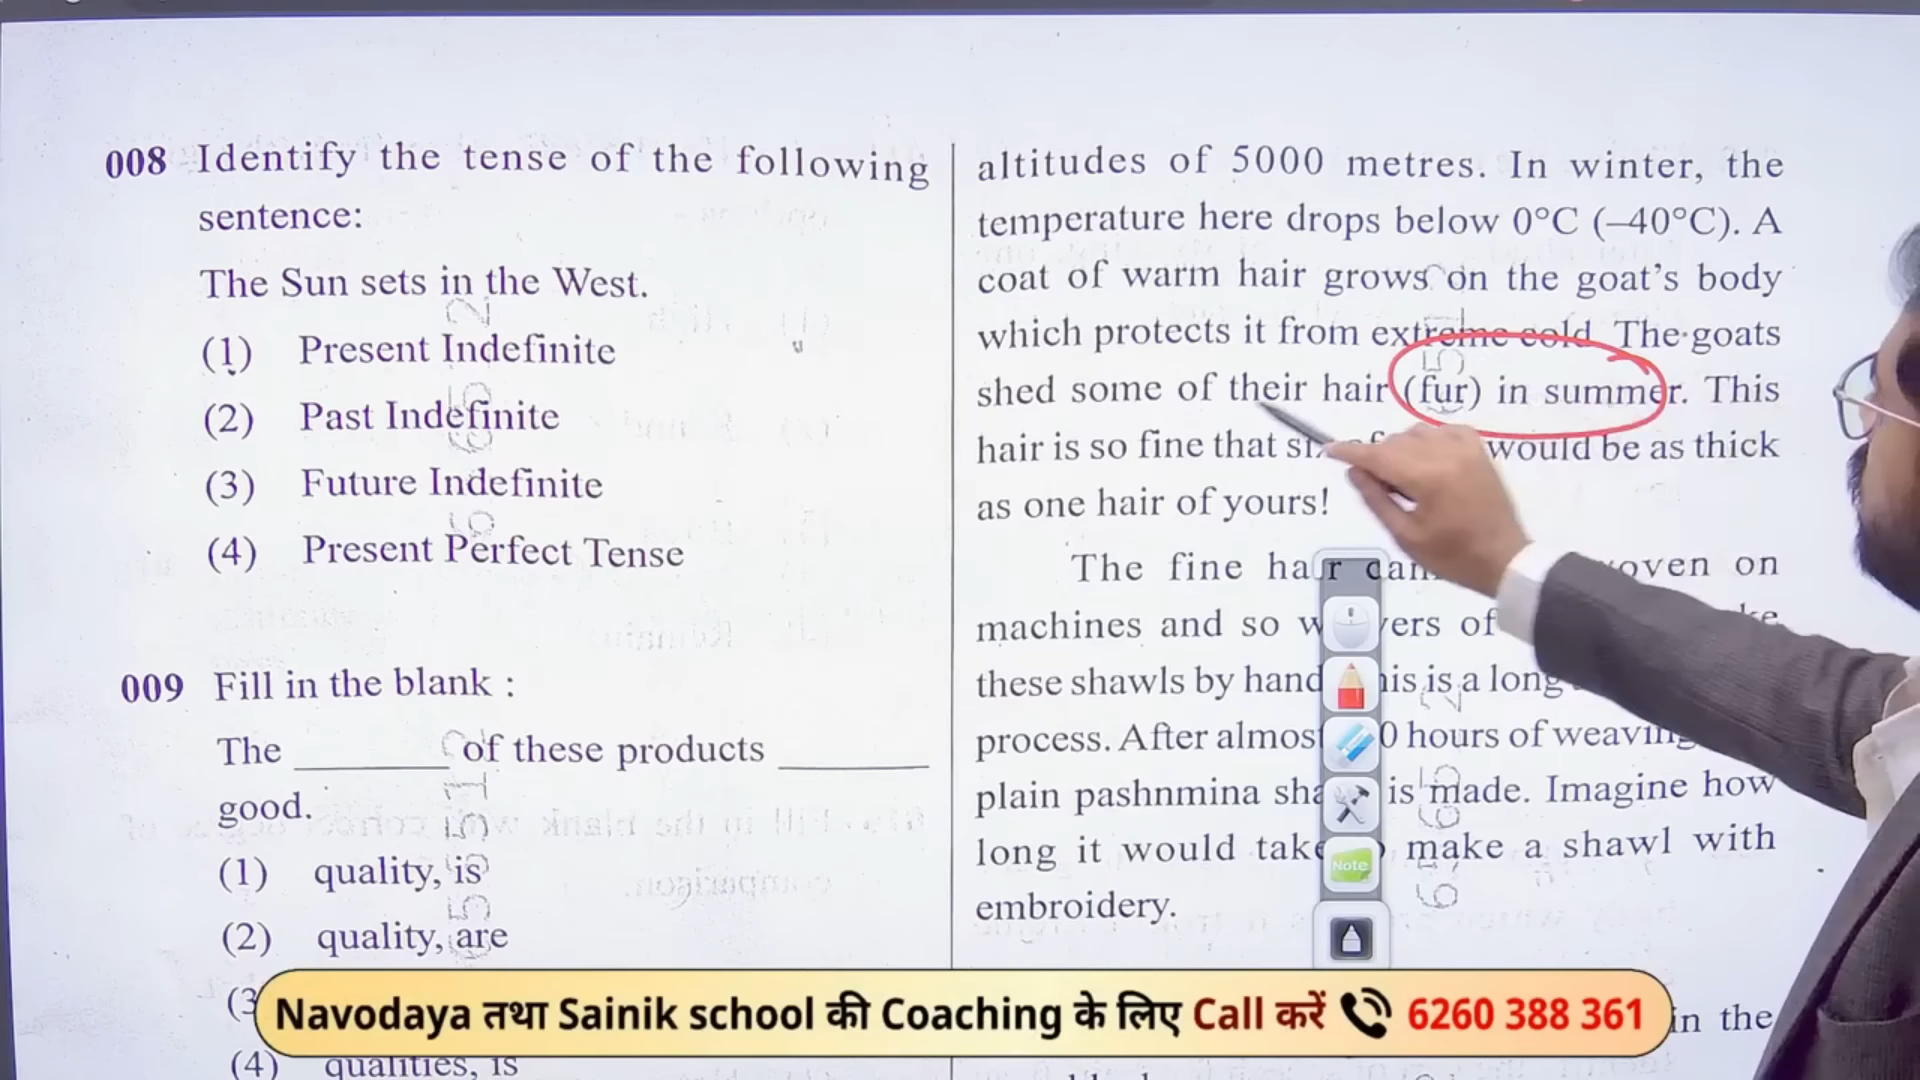 008 Identify the tense of the following
sentence:
The Sun sets in the West.
(1) Present Indefinite
(2) Past Indefinite
(3) Future Indefinite
(4) Present Perfect Tense
009 Fill in the blank :
The ________ of these products ________
good.
(1) quality, is
(2) quality, are
(3
(4) qualities, is
altitudes of 5000 metres. In winter, the
temperature here drops below 0°C (–40°C). A
coat of warm hair grows on the goat's body
which protects it from extreme cold. The goats
shed some of their hair (fur) in summer. This
hair is so fine that would be as thick
as one hair of yours!
The fine hair on
machines and so of
these shawls by hand is a long
process. After almost 0 hours of weaving
plain pashnmina is made. Imagine how
long it would take make a shawl with
embroidery.
in the
Note
Navodaya तथा Sainik school की Coaching के लिए Call करें 6260 388 361